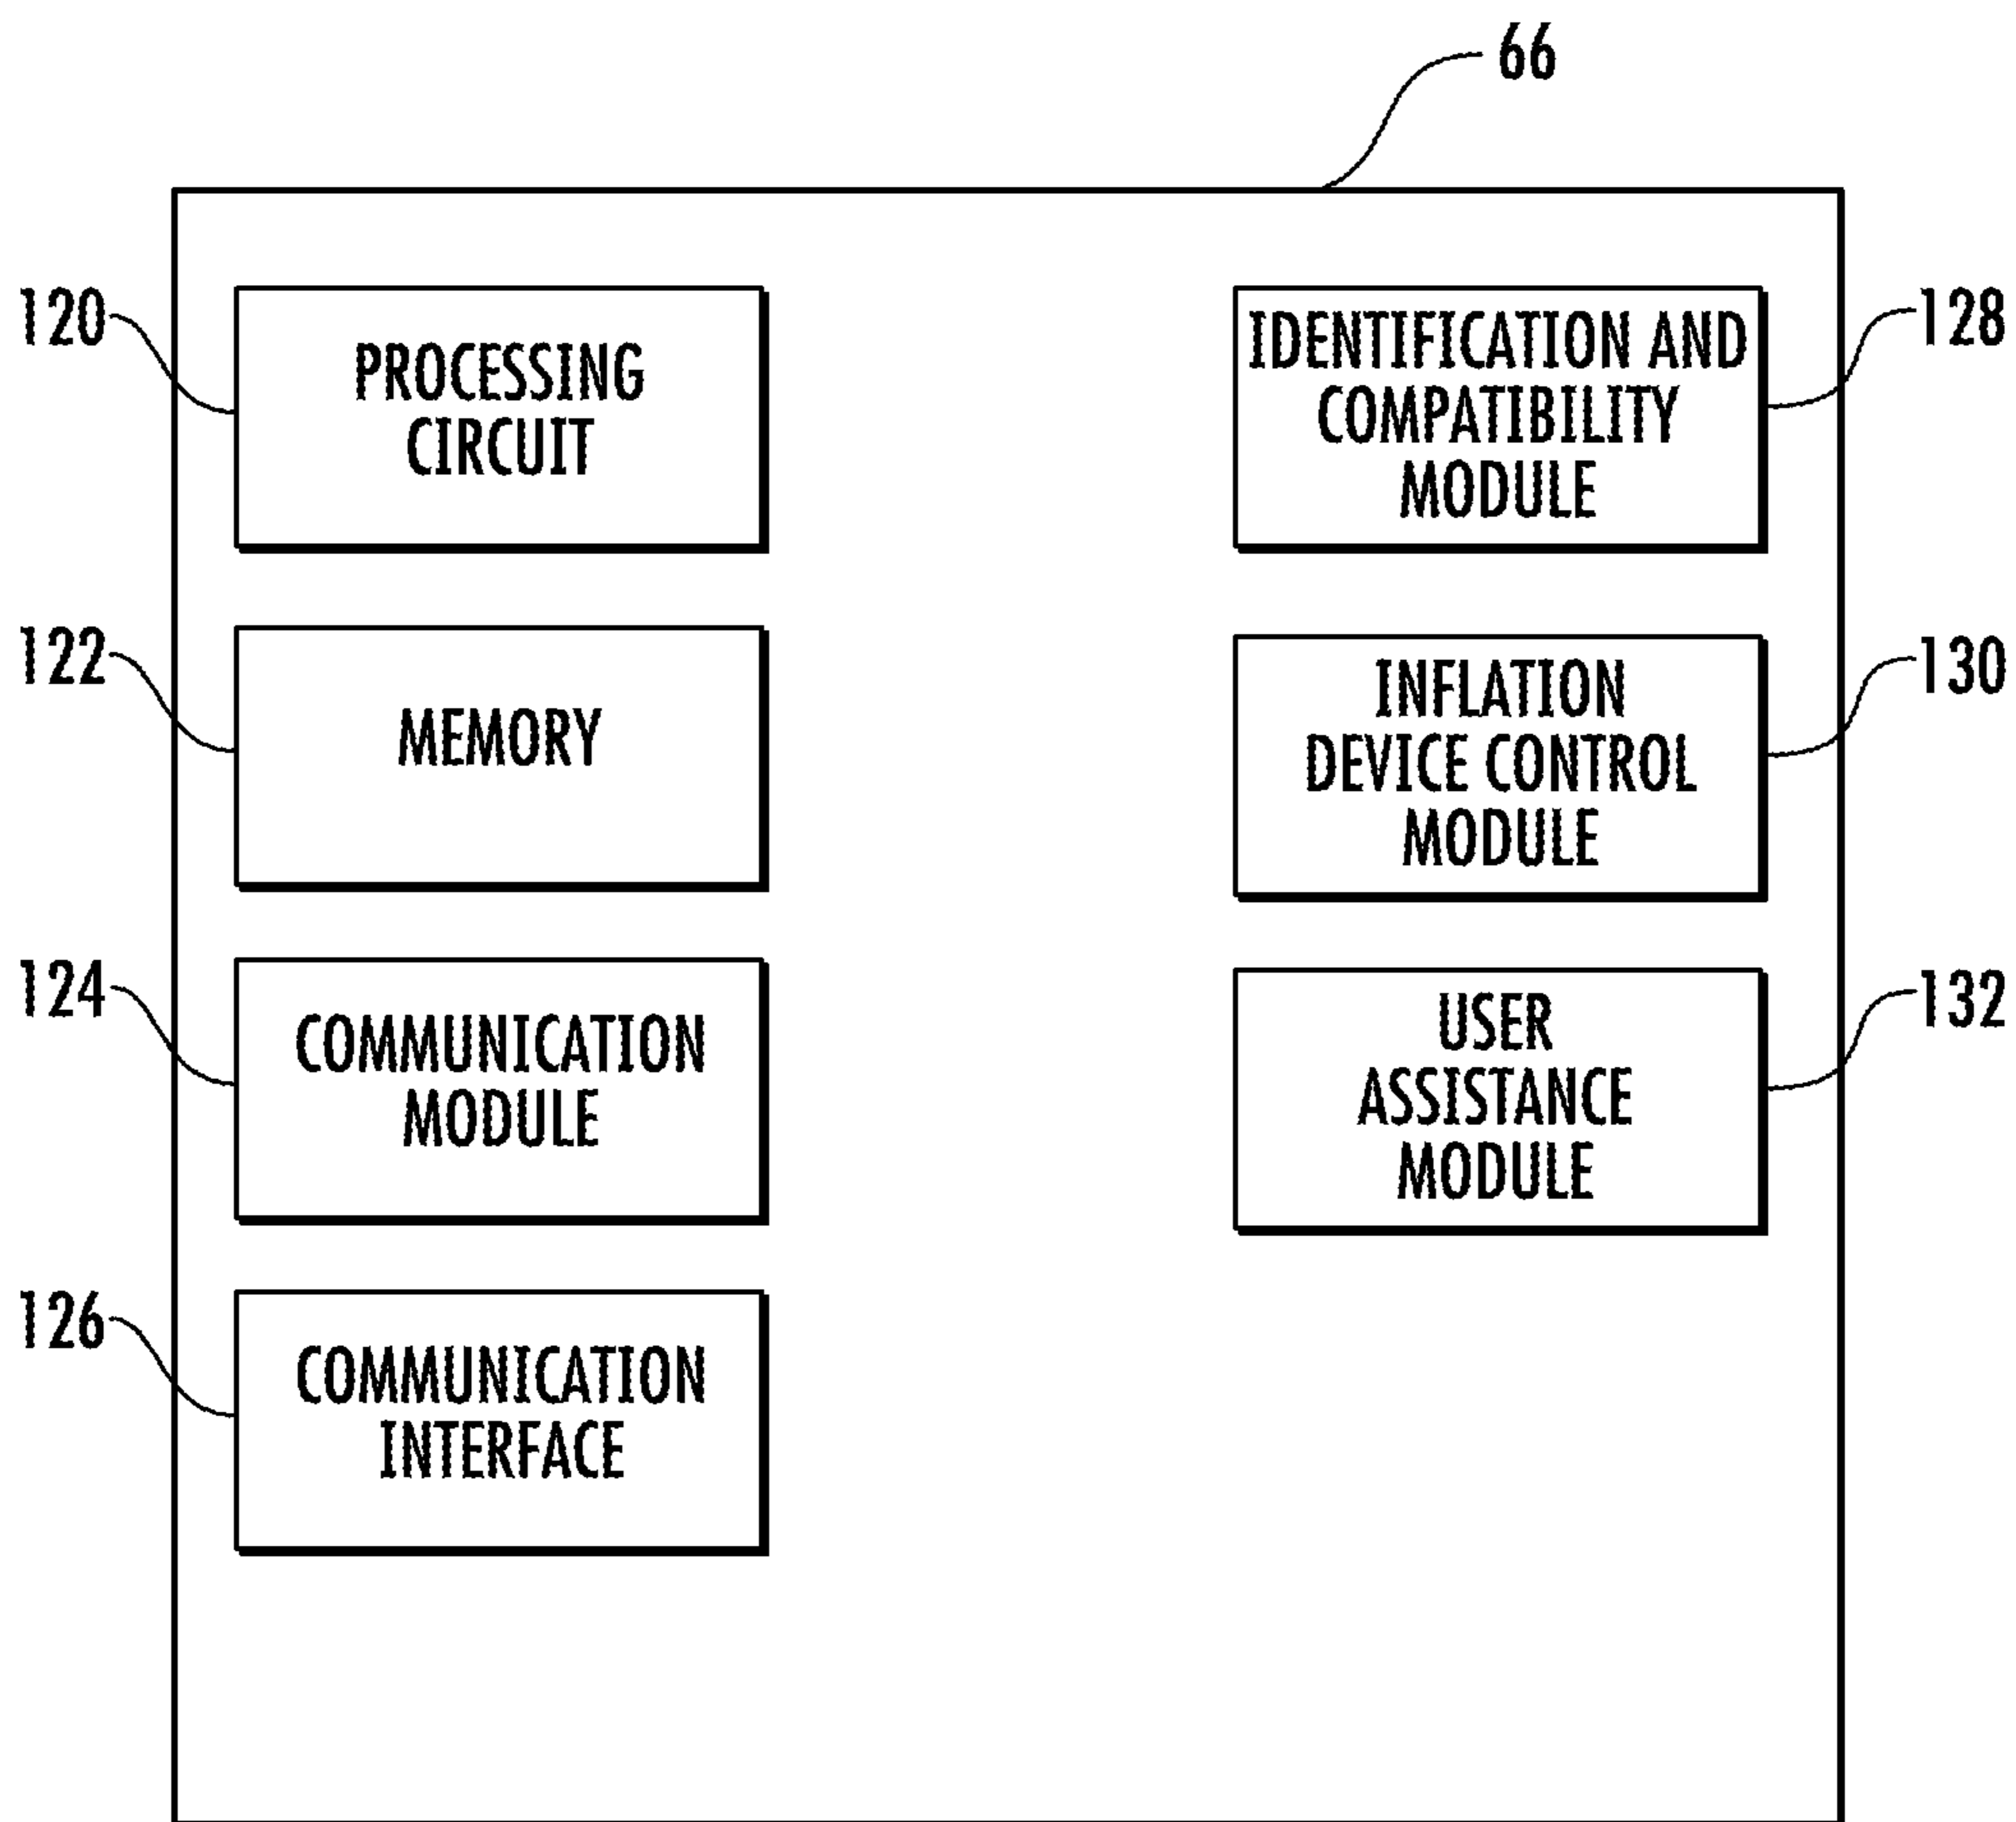 66
120
PROCESSING
CIRCUIT
IDENTIFICATION AND
COMPATIBILITY
MODULE
128
122
MEMORY
INFLATION
DEVICE CONTROL
MODULE
130
124
COMMUNICATION
MODULE
USER
ASSISTANCE
MODULE
132
126
COMMUNICATION
INTERFACE